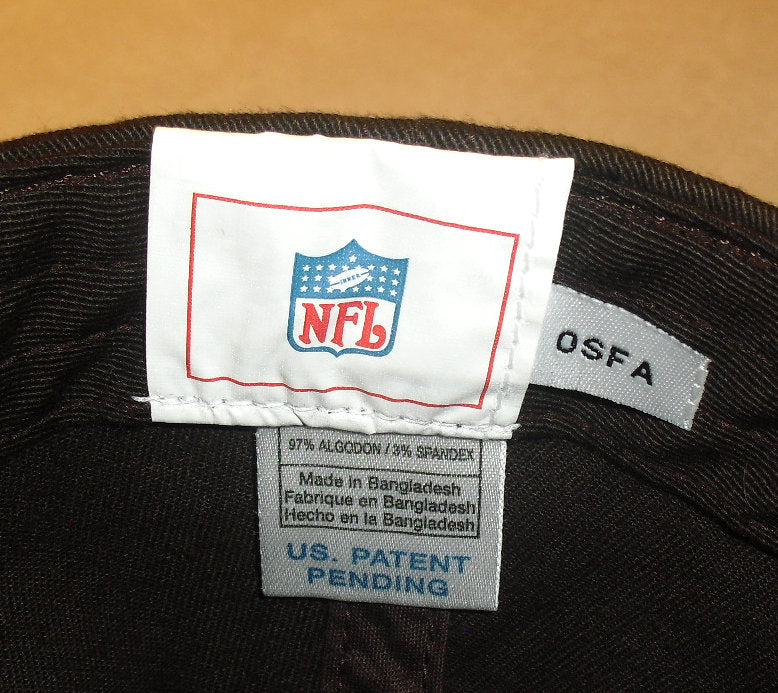 NFL
OSFA
97% ALGODON / 3% SPANDEX
Made in Bangladesh
Fabrique en Bangladesh
Hecho en la Bangladesh
US. PATENT
PENDING